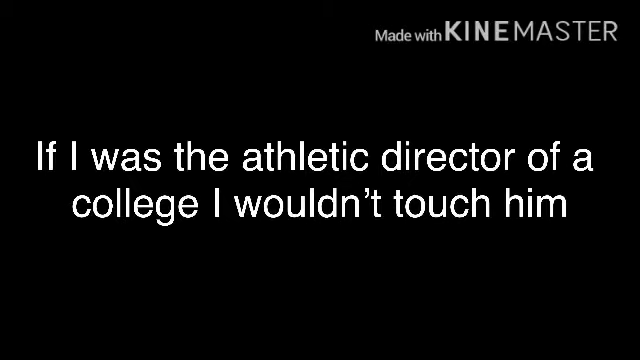 Made with KINEMASTER
If I was the athletic director of a
college I wouldn’t touch him